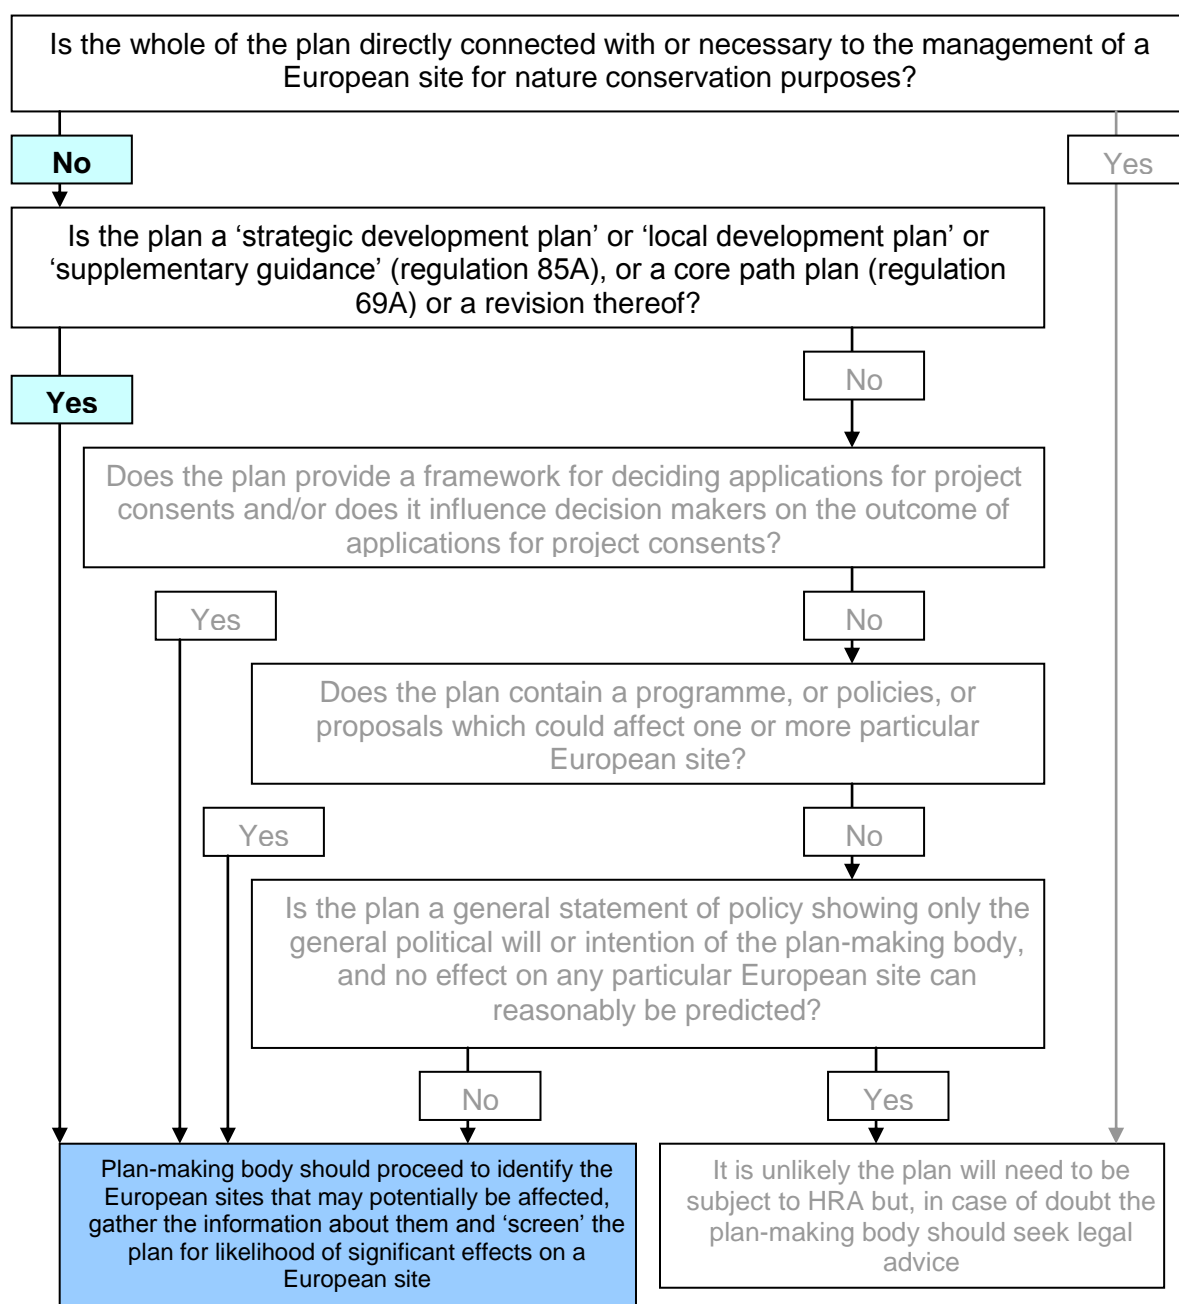 Is the whole of the plan directly connected with or necessary to the management of a
European site for nature conservation purposes?
No
Yes
Is the plan a ‘strategic development plan’ or ‘local development plan’ or
‘supplementary guidance’ (regulation 85A), or a core path plan (regulation
69A) or a revision thereof?
No
Yes
Does the plan provide a framework for deciding applications for project
consents and/or does it influence decision makers on the outcome of
applications for project consents?
Yes
No
Does the plan contain a programme, or policies, or
proposals which could affect one or more particular
European site?
Yes
No
Is the plan a general statement of policy showing only the
general political will or intention of the plan-making body,
and no effect on any particular European site can
reasonably be predicted?
No
Yes
Plan-making body should proceed to identify the
European sites that may potentially be affected,
gather the information about them and ‘screen’ the
plan for likelihood of significant effects on a
European site
It is unlikely the plan will need to be
subject to HRA but, in case of doubt the
plan-making body should seek legal
advice